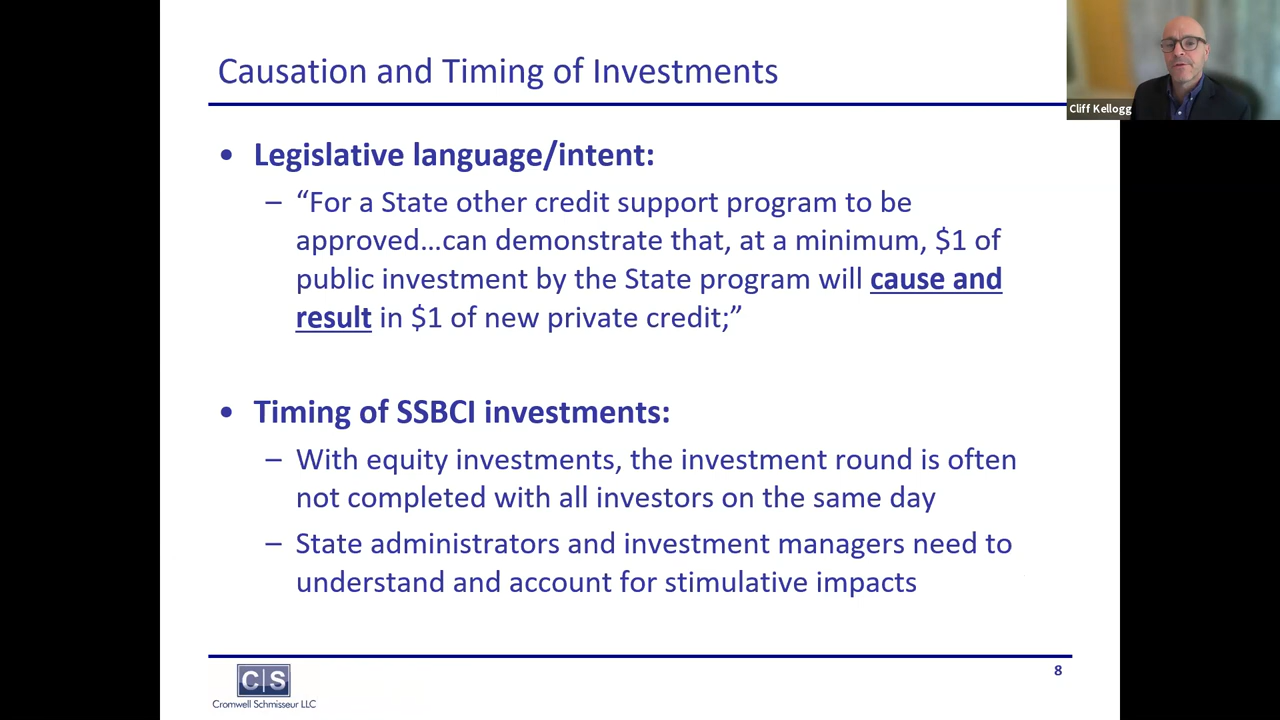 Causation and Timing of Investments
Cliff Kellogg
• Legislative language/intent:
– “For a State other credit support program to be
approved…can demonstrate that, at a minimum, $1 of
public investment by the State program will cause and
result in $1 of new private credit;”
• Timing of SSBCI investments:
– With equity investments, the investment round is often
not completed with all investors on the same day
– State administrators and investment managers need to
understand and account for stimulative impacts
C|S
Cromwell Schmisseur LLC
8